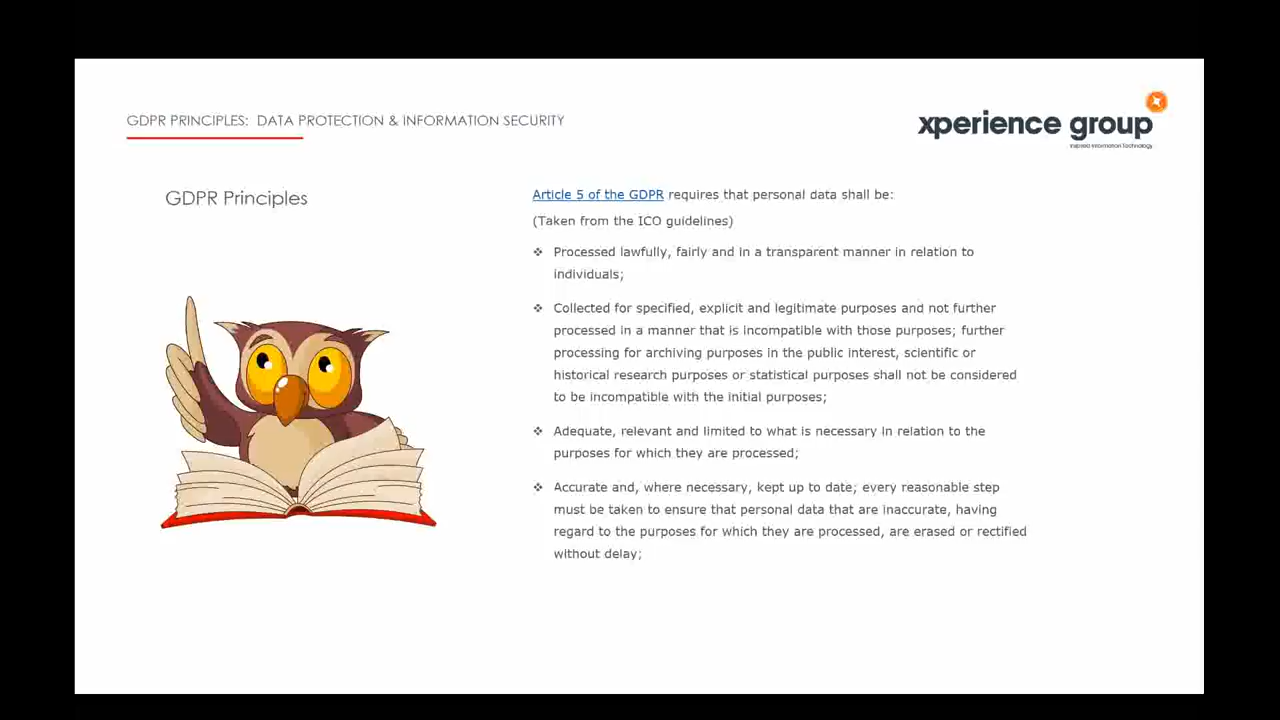 GDPR PRINCIPLES: DATA PROTECTION & INFORMATION SECURITY
xperience group
Inspired Information Technology
GDPR Principles
Article 5 of the GDPR requires that personal data shall be:
(Taken from the ICO guidelines)
❖ Processed lawfully, fairly and in a transparent manner in relation to
individuals;
❖ Collected for specified, explicit and legitimate purposes and not further
processed in a manner that is incompatible with those purposes; further
processing for archiving purposes in the public interest, scientific or
historical research purposes or statistical purposes shall not be considered
to be incompatible with the initial purposes;
❖ Adequate, relevant and limited to what is necessary in relation to the
purposes for which they are processed;
❖ Accurate and, where necessary, kept up to date; every reasonable step
must be taken to ensure that personal data that are inaccurate, having
regard to the purposes for which they are processed, are erased or rectified
without delay;